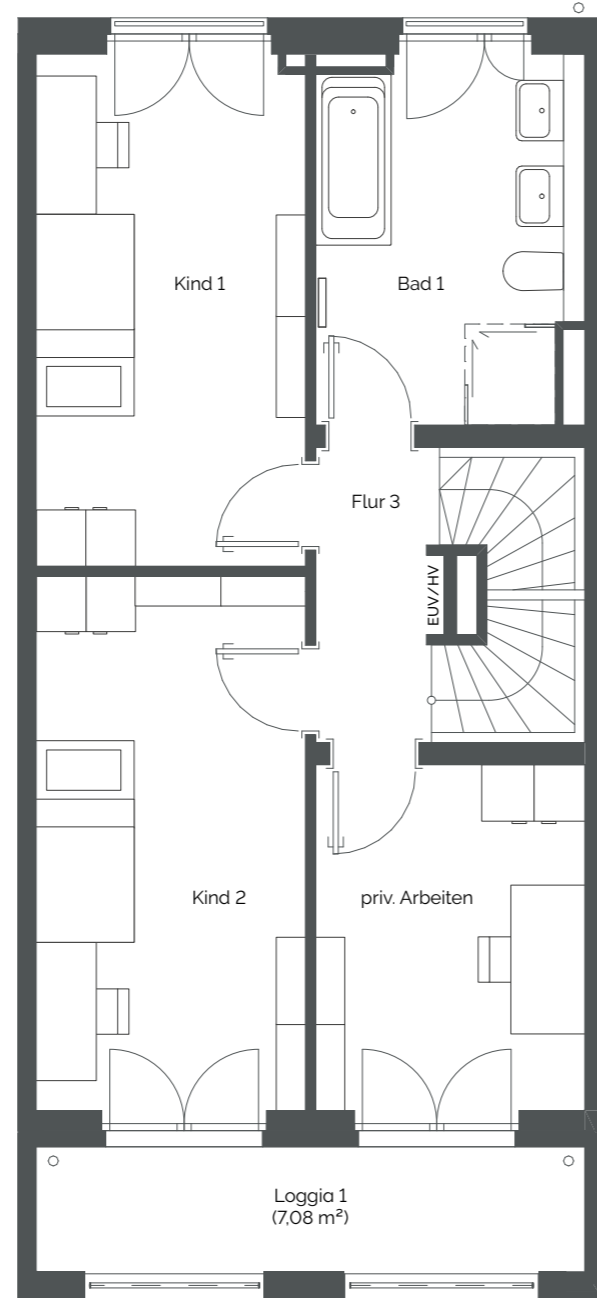 Kind 1
Bad 1
Flur 3
EUV/HV
Kind 2
priv. Arbeiten
Loggia 1
(7,08 m²)